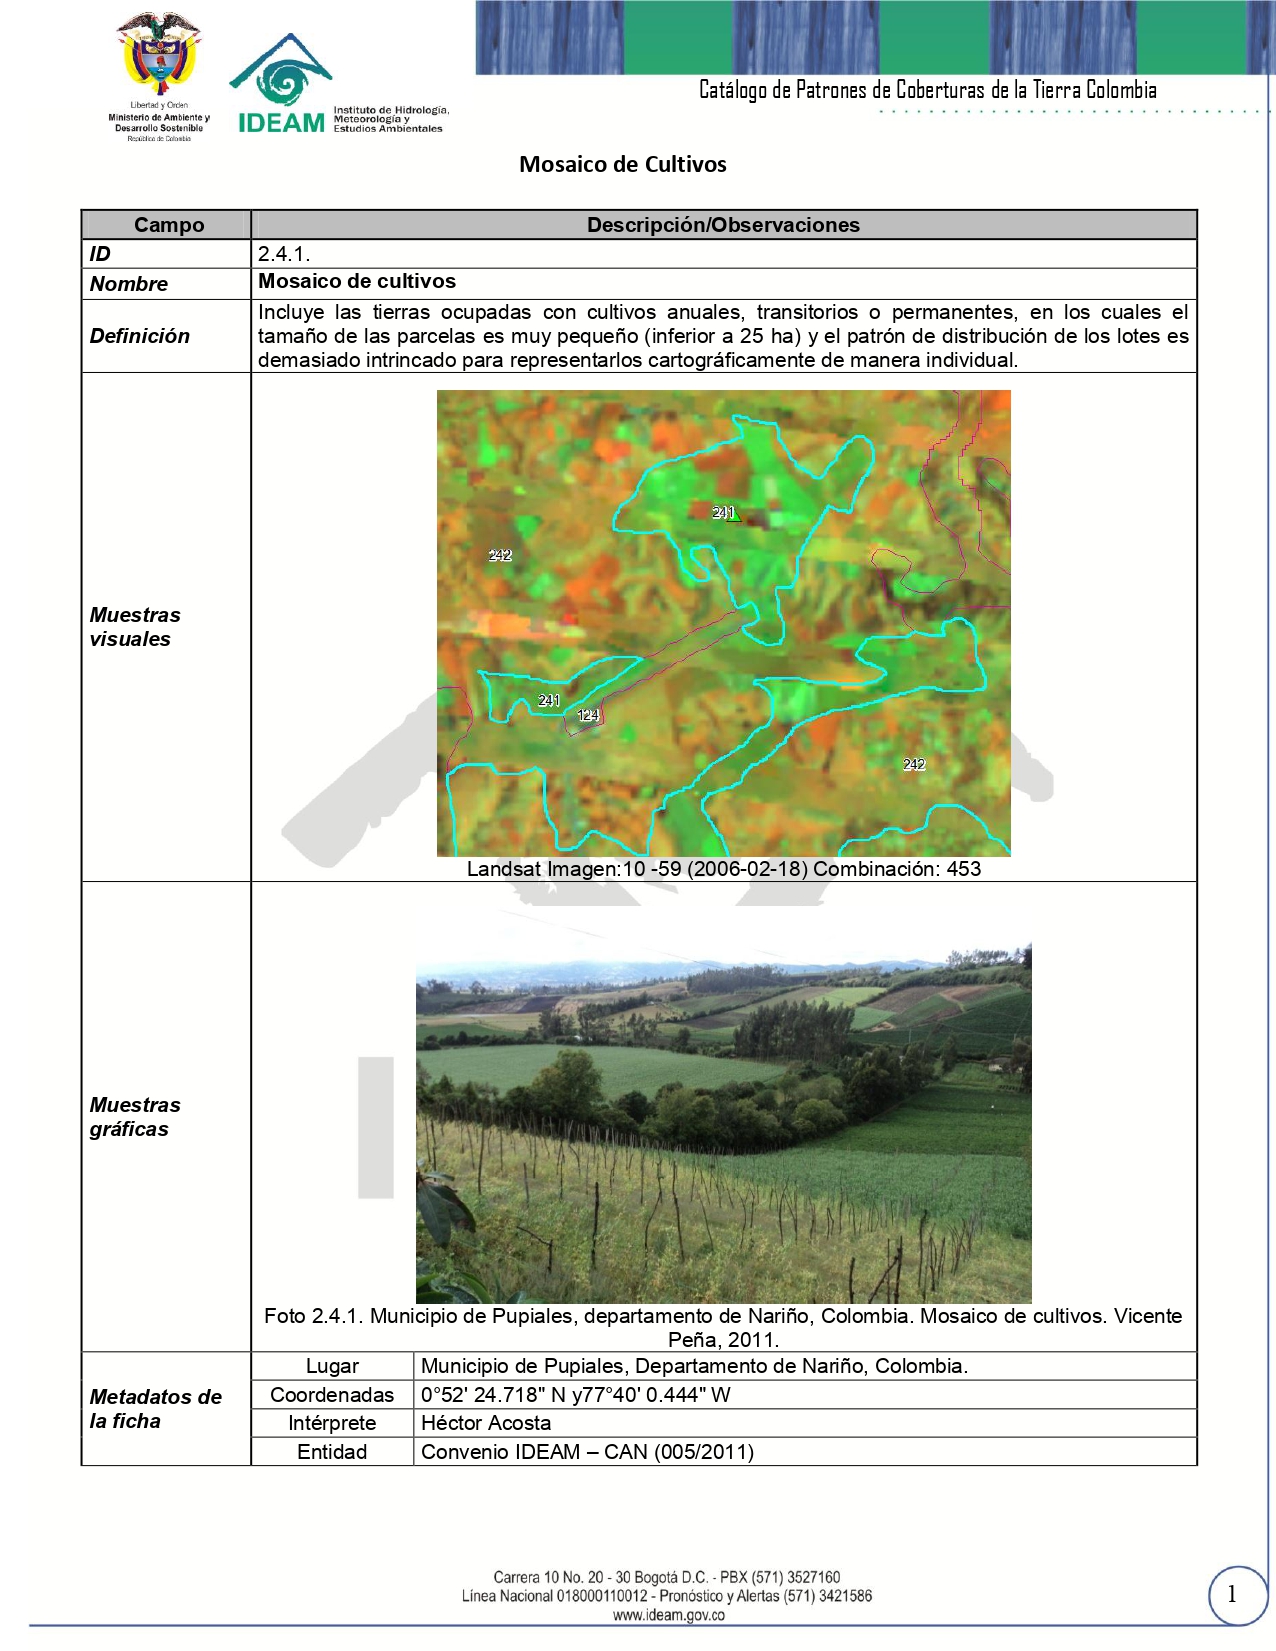 Libertad y Orden
Ministerio de Ambiente y
Desarrollo Sostenible
República de Colombia
IDEAM
Instituto de Hidrología,
Meteorología y
Estudios Ambientales
Catálogo de Patrones de Coberturas de la Tierra Colombia
Mosaico de Cultivos
Campo Descripción/Observaciones
ID 2.4.1.
Nombre Mosaico de cultivos
Definición
Incluye las tierras ocupadas con cultivos anuales, transitorios o permanentes, en los cuales el
tamaño de las parcelas es muy pequeño (inferior a 25 ha) y el patrón de distribución de los lotes es
demasiado intrincado para representarlos cartográficamente de manera individual.
Muestras
visuales
241
242
241
124
242
Landsat Imagen:10 -59 (2006-02-18) Combinación: 453
Muestras
gráficas
Foto 2.4.1. Municipio de Pupiales, departamento de Nariño, Colombia. Mosaico de cultivos. Vicente
Peña, 2011.
Metadatos de
la ficha
Lugar Municipio de Pupiales, Departamento de Nariño, Colombia.
Coordenadas 0°52' 24.718" N y77°40' 0.444" W
Intérprete Héctor Acosta
Entidad Convenio IDEAM – CAN (005/2011)
Carrera 10 No. 20 - 30 Bogotá D.C. - PBX (571) 3527160
Línea Nacional 018000110012 - Pronóstico y Alertas (571) 3421586
www.ideam.gov.co
1